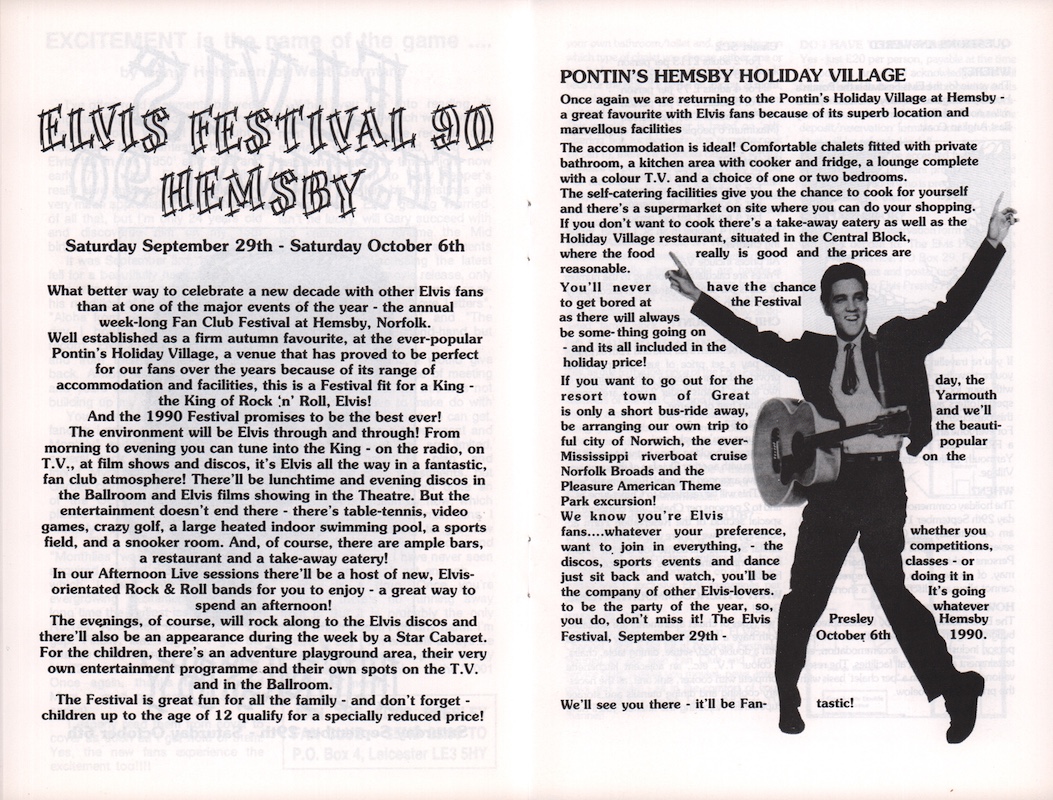 ELVIS FESTIVAL 90
HEMSBY
Saturday September 29th - Saturday October 6th
What better way to celebrate a new decade with other Elvis fans
than at one of the major events of the year - the annual
week-long Fan Club Festival at Hemsby, Norfolk.
Well established as a firm autumn favourite, at the ever-popular
Pontin's Holiday Village, a venue that has proved to be perfect
for our fans over the years because of its range of
accommodation and facilities, this is a Festival fit for a King -
the King of Rock 'n' Roll, Elvis!
And the 1990 Festival promises to be the best ever!
The environment will be Elvis through and through! From
morning to evening you can tune into the King - on the radio, on
T.V., at film shows and discos, it's Elvis all the way in a fantastic,
fan club atmosphere! There'll be lunchtime and evening discos in
the Ballroom and Elvis films showing in the Theatre. But the
entertainment doesn't end there - there's table-tennis, video
games, crazy golf, a large heated indoor swimming pool, a sports
field, and a snooker room. And, of course, there are ample bars,
a restaurant and a take-away eatery!
In our Afternoon Live sessions there'll be a host of new, Elvis-
orientated Rock & Roll bands for you to enjoy - a great way to
spend an afternoon!
The evenings, of course, will rock along to the Elvis discos and
there'll also be an appearance during the week by a Star Cabaret.
For the children, there's an adventure playground area, their very
own entertainment programme and their own spots on the T.V.
and in the Ballroom.
The Festival is great fun for all the family - and don't forget -
children up to the age of 12 qualify for a specially reduced price!
PONTIN'S HEMSBY HOLIDAY VILLAGE
Once again we are returning to the Pontin's Holiday Village at Hemsby -
a great favourite with Elvis fans because of its superb location and
marvellous facilities
The accommodation is ideal! Comfortable chalets fitted with private
bathroom, a kitchen area with cooker and fridge, a lounge complete
with a colour T.V. and a choice of one or two bedrooms.
The self-catering facilities give you the chance to cook for yourself
and there's a supermarket on site where you can do your shopping.
If you don't want to cook there's a take-away eatery as well as the
Holiday Village restaurant, situated in the Central Block,
where the food really is good and the prices are
reasonable.
You'll never have the chance
to get bored at the Festival
as there will always
be some-thing going on
- and its all included in the
holiday price!
If you want to go out for the day, the
resort town of Great Yarmouth
is only a short bus-ride away, and we'll
be arranging our own trip to the beauti-
ful city of Norwich, the ever- popular
Mississippi riverboat cruise on the
Norfolk Broads and the
Pleasure American Theme
Park excursion!
We know you're Elvis
fans....whatever your preference, whether you
want to join in everything, - the competitions,
discos, sports events and dance classes - or
just sit back and watch, you'll be doing it in
the company of other Elvis-lovers. It's going
to be the party of the year, so, whatever
you do, don't miss it! The Elvis Presley Hemsby
Festival, September 29th - October 6th 1990.
We'll see you there - it'll be Fan- tastic!
EXCITEMENT is the name of the game ....
P.O. Box 4, Leicester LE3 5HY